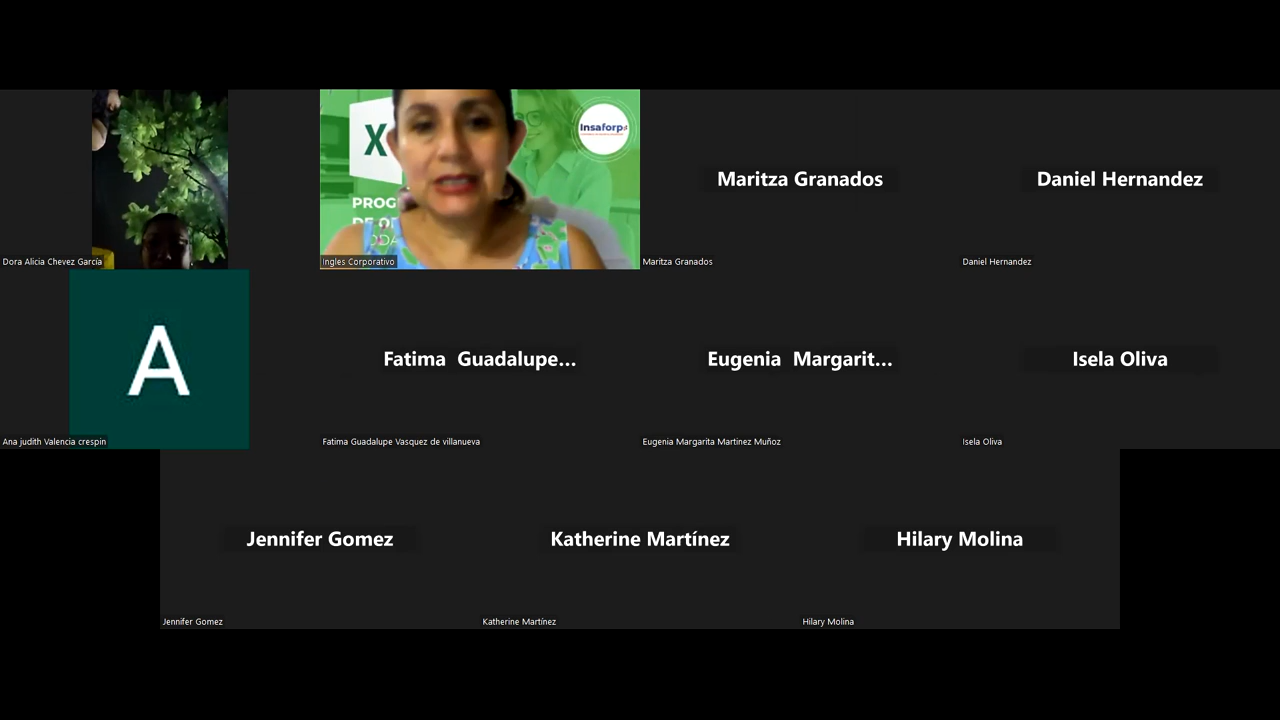 X
Insaforp
PROG
Dora Alicia Chevez García
Ingles Corporativo
Maritza Granados
Maritza Granados
Daniel Hernandez
Daniel Hernandez
A
Ana judith Valencia crespin
Fatima Guadalupe...
Fatima Guadalupe Vasquez de villanueva
Eugenia Margarit...
Eugenia Margarita Martinez Muñoz
Isela Oliva
Isela Oliva
Jennifer Gomez
Jennifer Gomez
Katherine Martínez
Katherine Martínez
Hilary Molina
Hilary Molina